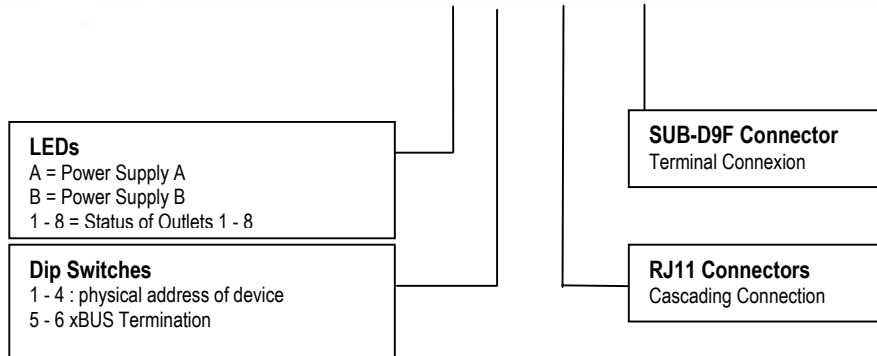 LEDs
A = Power Supply A
B = Power Supply B
1 - 8 = Status of Outlets 1 - 8
Dip Switches
1 - 4 : physical address of device
5 - 6 xBUS Termination
SUB-D9F Connector
Terminal Connexion
RJ11 Connectors
Cascading Connection